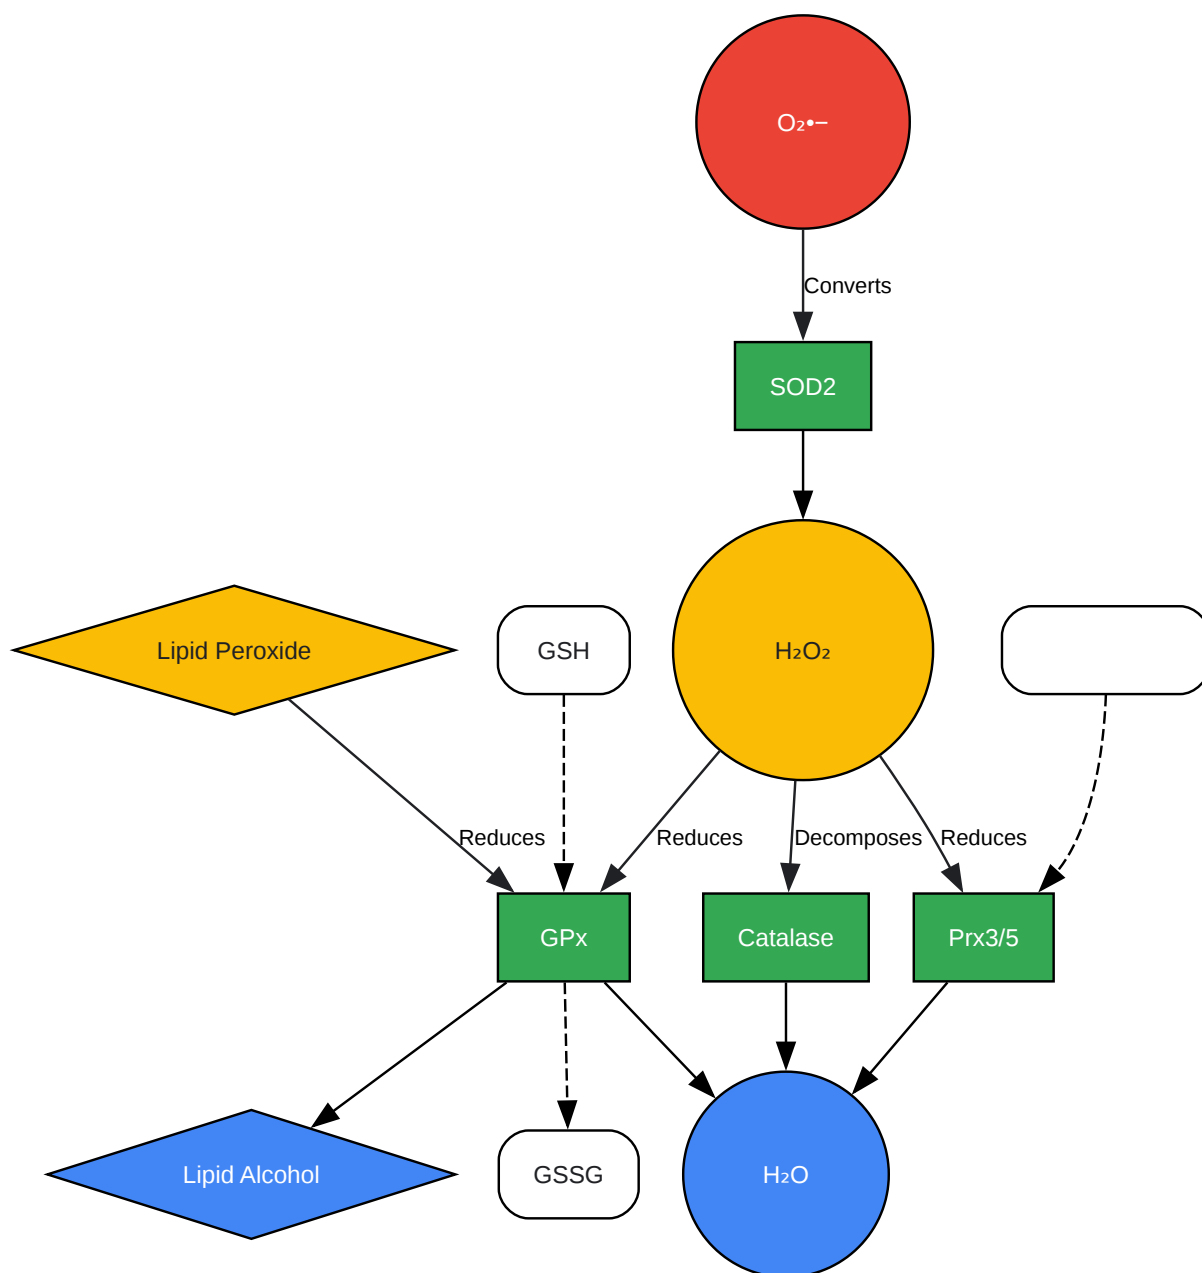 O₂•−
Converts
SOD2
Lipid Peroxide
GSH
H₂O₂
Reduces
Reduces
Decomposes
Reduces
GPx
Catalase
Prx3/5
Lipid Alcohol
GSSG
H₂O